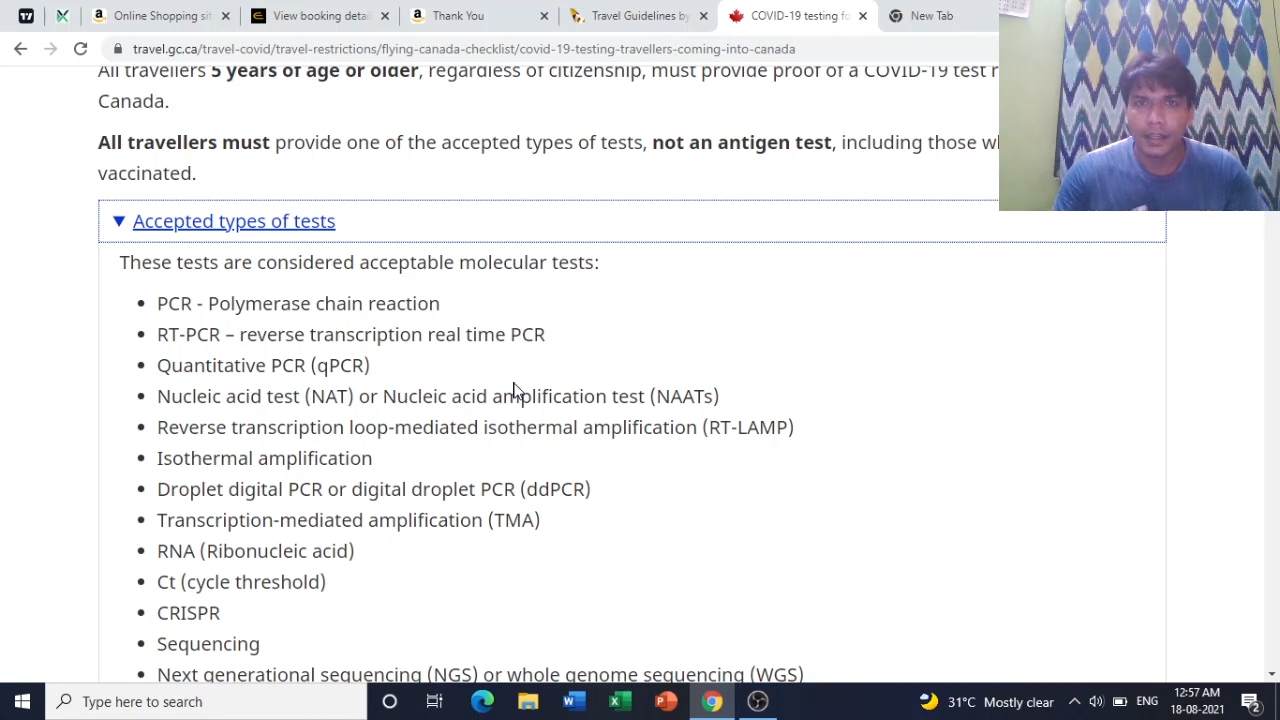 Online Shopping sit
View booking detai
Thank You
Travel Guidelines by
COVID-19 testing fo
New Tab
travel.gc.ca/travel-covid/travel-restrictions/flying-canada-checklist/covid-19-testing-travellers-coming-into-canada
All travellers 5 years of age or older, regardless of citizenship, must provide proof of a COVID-19 test r
Canada.
All travellers must provide one of the accepted types of tests, not an antigen test, including those w
vaccinated.
Accepted types of tests
These tests are considered acceptable molecular tests:
• PCR - Polymerase chain reaction
• RT-PCR – reverse transcription real time PCR
• Quantitative PCR (qPCR)
• Nucleic acid test (NAT) or Nucleic acid amplification test (NAATs)
• Reverse transcription loop-mediated isothermal amplification (RT-LAMP)
• Isothermal amplification
• Droplet digital PCR or digital droplet PCR (ddPCR)
• Transcription-mediated amplification (TMA)
• RNA (Ribonucleic acid)
• Ct (cycle threshold)
• CRISPR
• Sequencing
• Next generational sequencing (NGS) or whole genome sequencing (WGS)
Type here to search
31°C Mostly clear
ENG
12:57 AM
18-08-2021
2